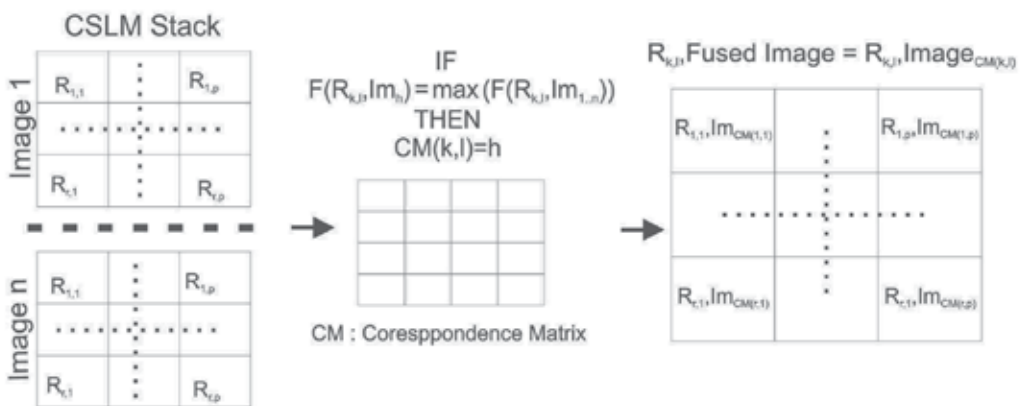 CSLM Stack
Image 1
R1,1 R1,p
Rr,1 Rr,p
Image n
R1,1 R1,p
Rr,1 Rr,p
IF
F(Rk,l,Imh)=max(F(Rk,l,Im1..n))
THEN
CM(k,l)=h
CM : Coresppondence Matrix
Rk,l,Fused Image = Rk,l,ImageCM(k,l)
R1,1,ImCM(1,1) R1,p,ImCM(1,p)
Rr,1,ImCM(r,1) Rr,1,ImCM(r,p)